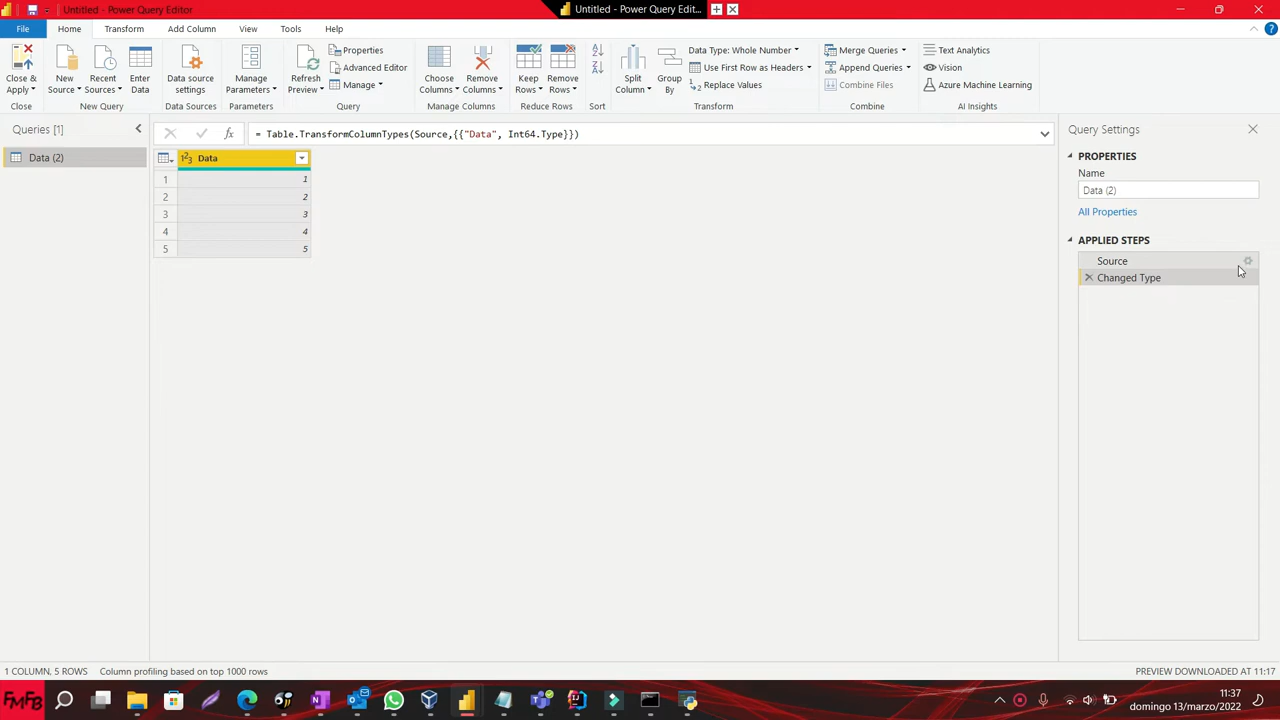 Untitled - Power Query Editor
Untitled - Power Query Edit...
File
Home
Transform
Add Column
View
Tools
Help
Close & Apply
New Source
Recent Sources
Enter Data
Data source settings
Manage Parameters
Refresh Preview
Properties
Advanced Editor
Manage
Choose Columns
Remove Columns
Keep Rows
Remove Rows
Split Column
Group By
Data Type: Whole Number
Use First Row as Headers
Replace Values
Merge Queries
Append Queries
Combine Files
Text Analytics
Vision
Azure Machine Learning
Close
New Query
Data Sources
Parameters
Query
Manage Columns
Reduce Rows
Sort
Transform
Combine
AI Insights
Queries [1]
Data (2)
= Table.TransformColumnTypes(Source,{{"Data", Int64.Type}})
Data
1 1
2 2
3 3
4 4
5 5
Query Settings
PROPERTIES
Name
Data (2)
All Properties
APPLIED STEPS
Source
Changed Type
1 COLUMN, 5 ROWS
Column profiling based on top 1000 rows
PREVIEW DOWNLOADED AT 11:17
FMFB
11:37
domingo 13/marzo/2022